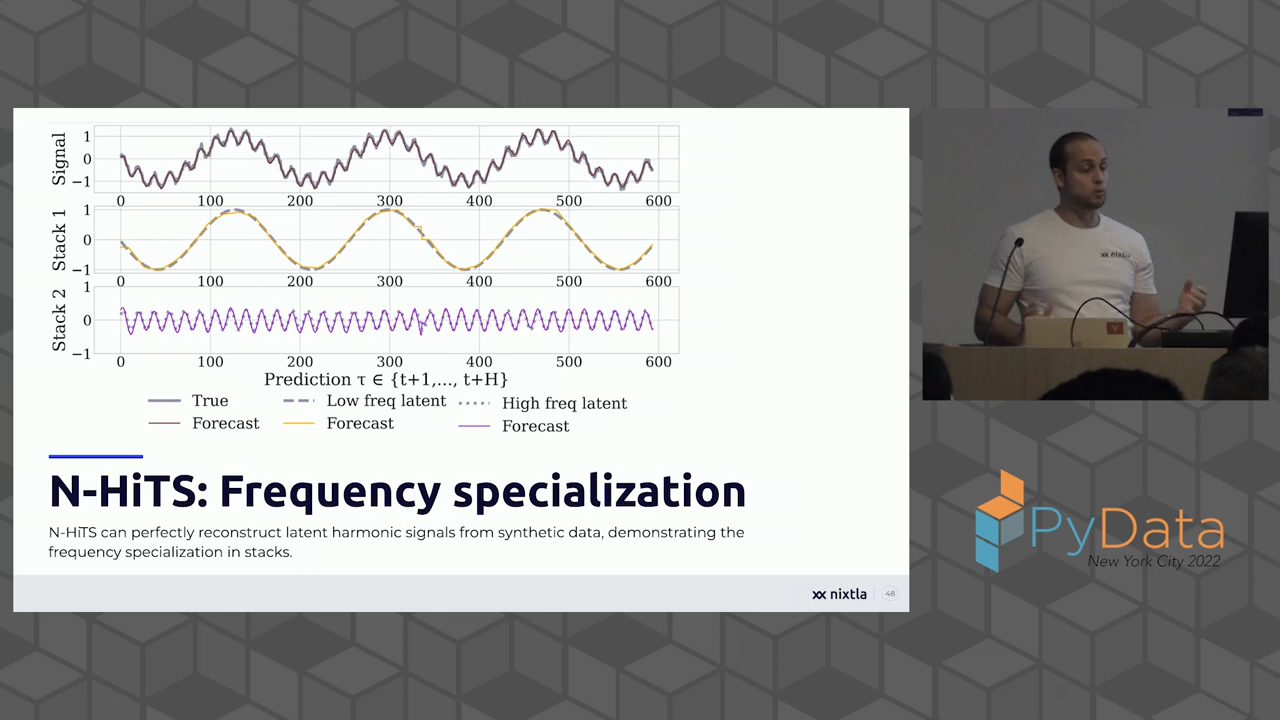 Signal
1
0
−1
0 100 200 300 400 500 600
Stack 1
1
0
−1
0 100 200 300 400 500 600
Stack 2
1
0
−1
0 100 200 300 400 500 600
Prediction τ ∈ {t+1,..., t+H}
True Low freq latent High freq latent
Forecast Forecast Forecast
N-HiTS: Frequency specialization
N-HiTS can perfectly reconstruct latent harmonic signals from synthetic data, demonstrating the
frequency specialization in stacks.
nixtla 48
nixtla
Y
PyData
New York City 2022